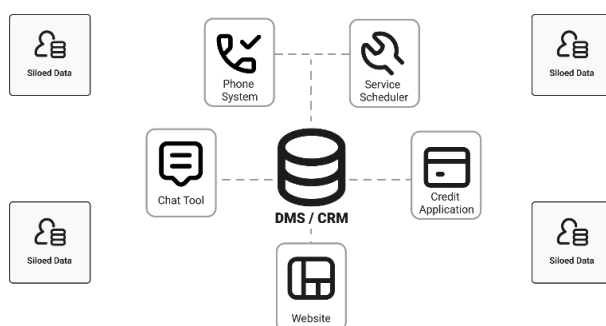 Siloed Data
Phone
System
Service
Scheduler
Siloed Data
Chat Tool
DMS / CRM
Credit
Application
Siloed Data
Website
Siloed Data